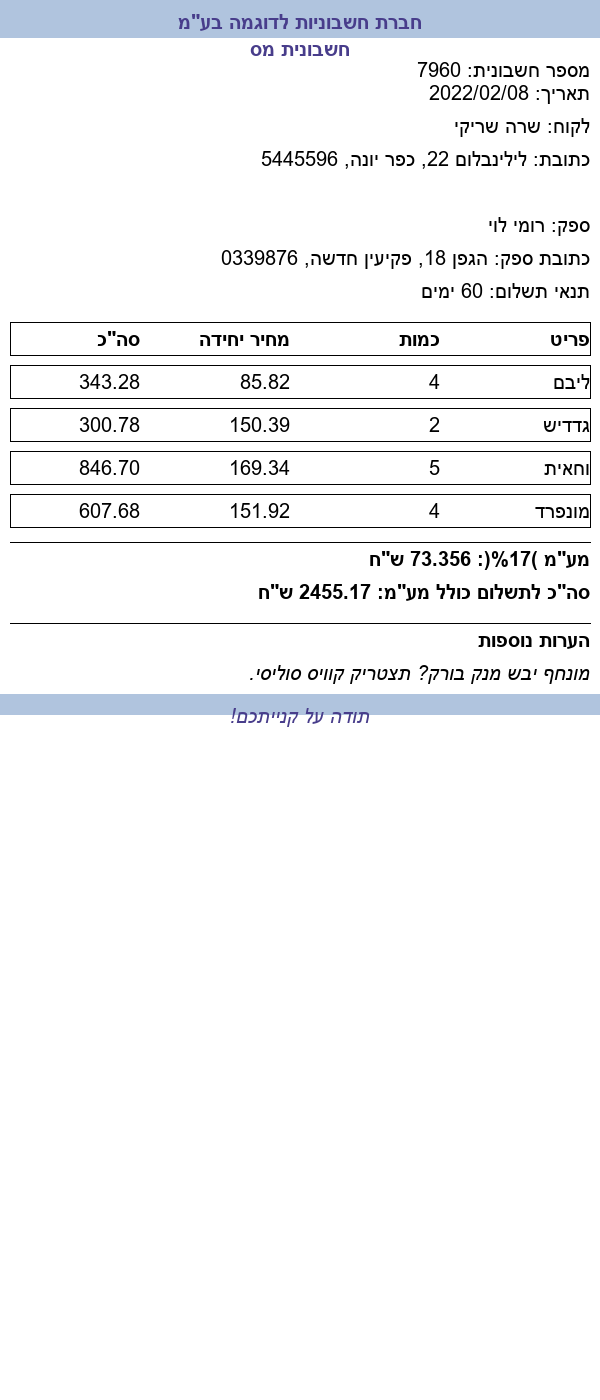 חברת חשבוניות לדוגמה בע"מ
חשבונית מס
מספר חשבונית: 7960
תאריך: 2022/02/08
לקוח: שרה שריקי
כתובת: לילינבלום 22, כפר יונה, 5445596
ספק: רומי לוי
כתובת ספק: הגפן 18, פקיעין חדשה, 0339876
תנאי תשלום: 60 ימים
פריט כמות מחיר יחידה סה"כ
ליבם 4 85.82 343.28
גדדיש 2 150.39 300.78
וחאית 5 169.34 846.70
מונפרד 4 151.92 607.68
מע"מ )17%(: 73.356 ש"ח
סה"כ לתשלום כולל מע"מ: 2455.17 ש"ח
הערות נוספות
מונחף יבש מנק בורק? תצטריק קוויס סוליסי.
תודה על קנייתכם!